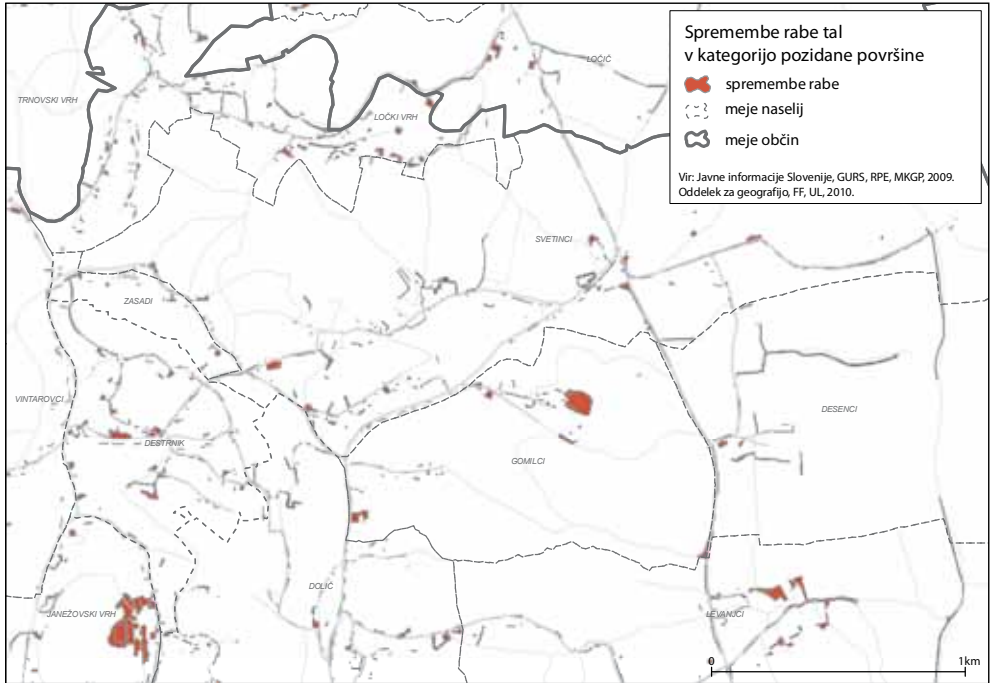 Spremembe rabe tal
v kategorijo pozidane površine
spremembe rabe
meje naselij
meje občin
Vir: Javne informacije Slovenije, GURS, RPE, MKGP, 2009.
Oddelek za geografijo, FF, UL, 2010.
LOČIČ
TRNOVSKI VRH
LOČKI VRH
SVETINCI
ZASADI
VINTAROVCI
DESENCI
DESTRNIK
GOMILCI
DOLIČ
JANEŽOVSKI VRH
LEVANJCI
0 1km